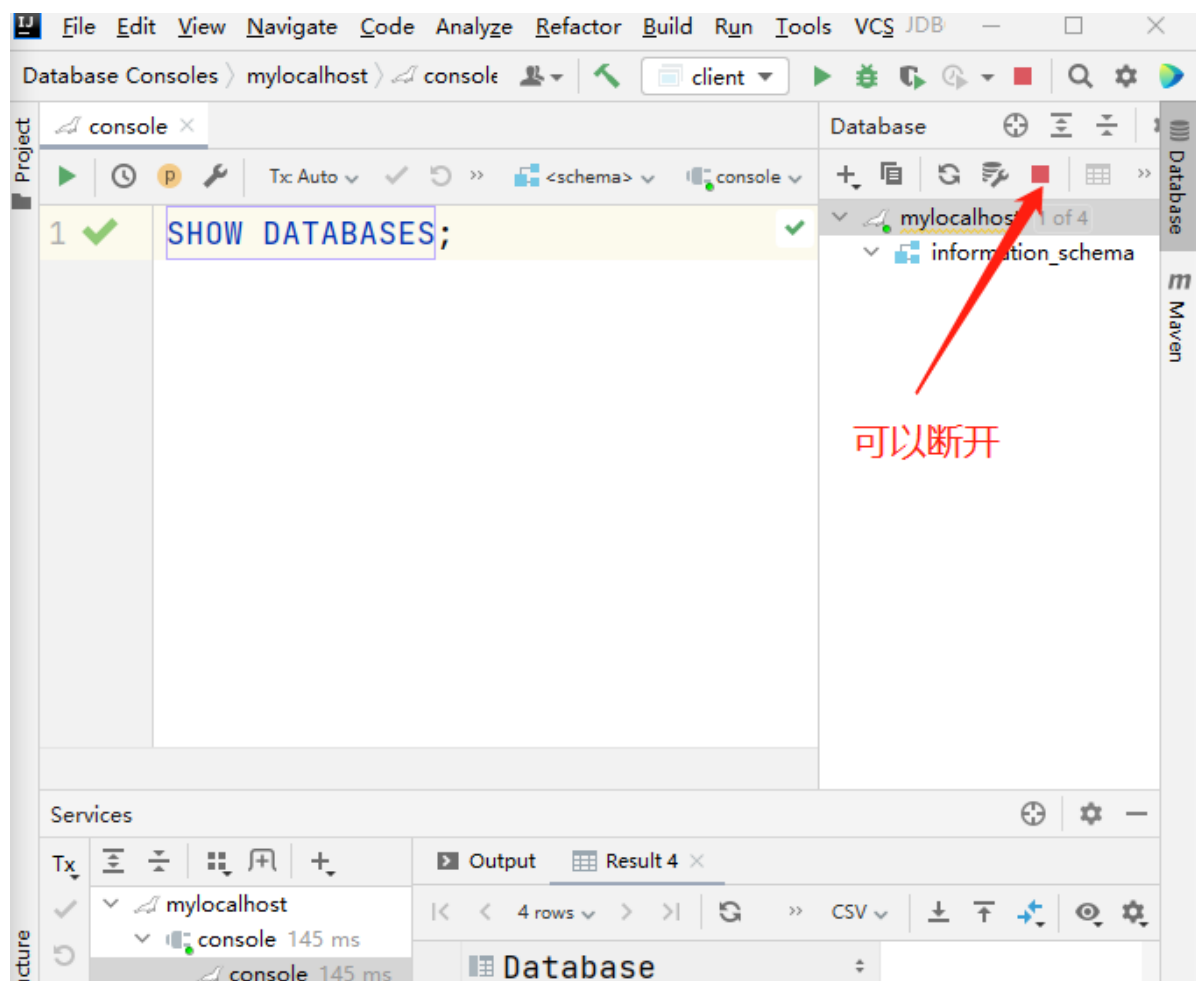 File Edit View Navigate Code Analyze Refactor Build Run Tools VCS JDB
Database Consoles mylocalhost console client
console Database
Tx: Auto <schema> console
1 SHOW DATABASES;
mylocalhost 1 of 4
information_schema
Project
Database
Maven
可以断开
Services
Tx Output Result 4
mylocalhost 4 rows CSV
console 145 ms
console 145 ms Database